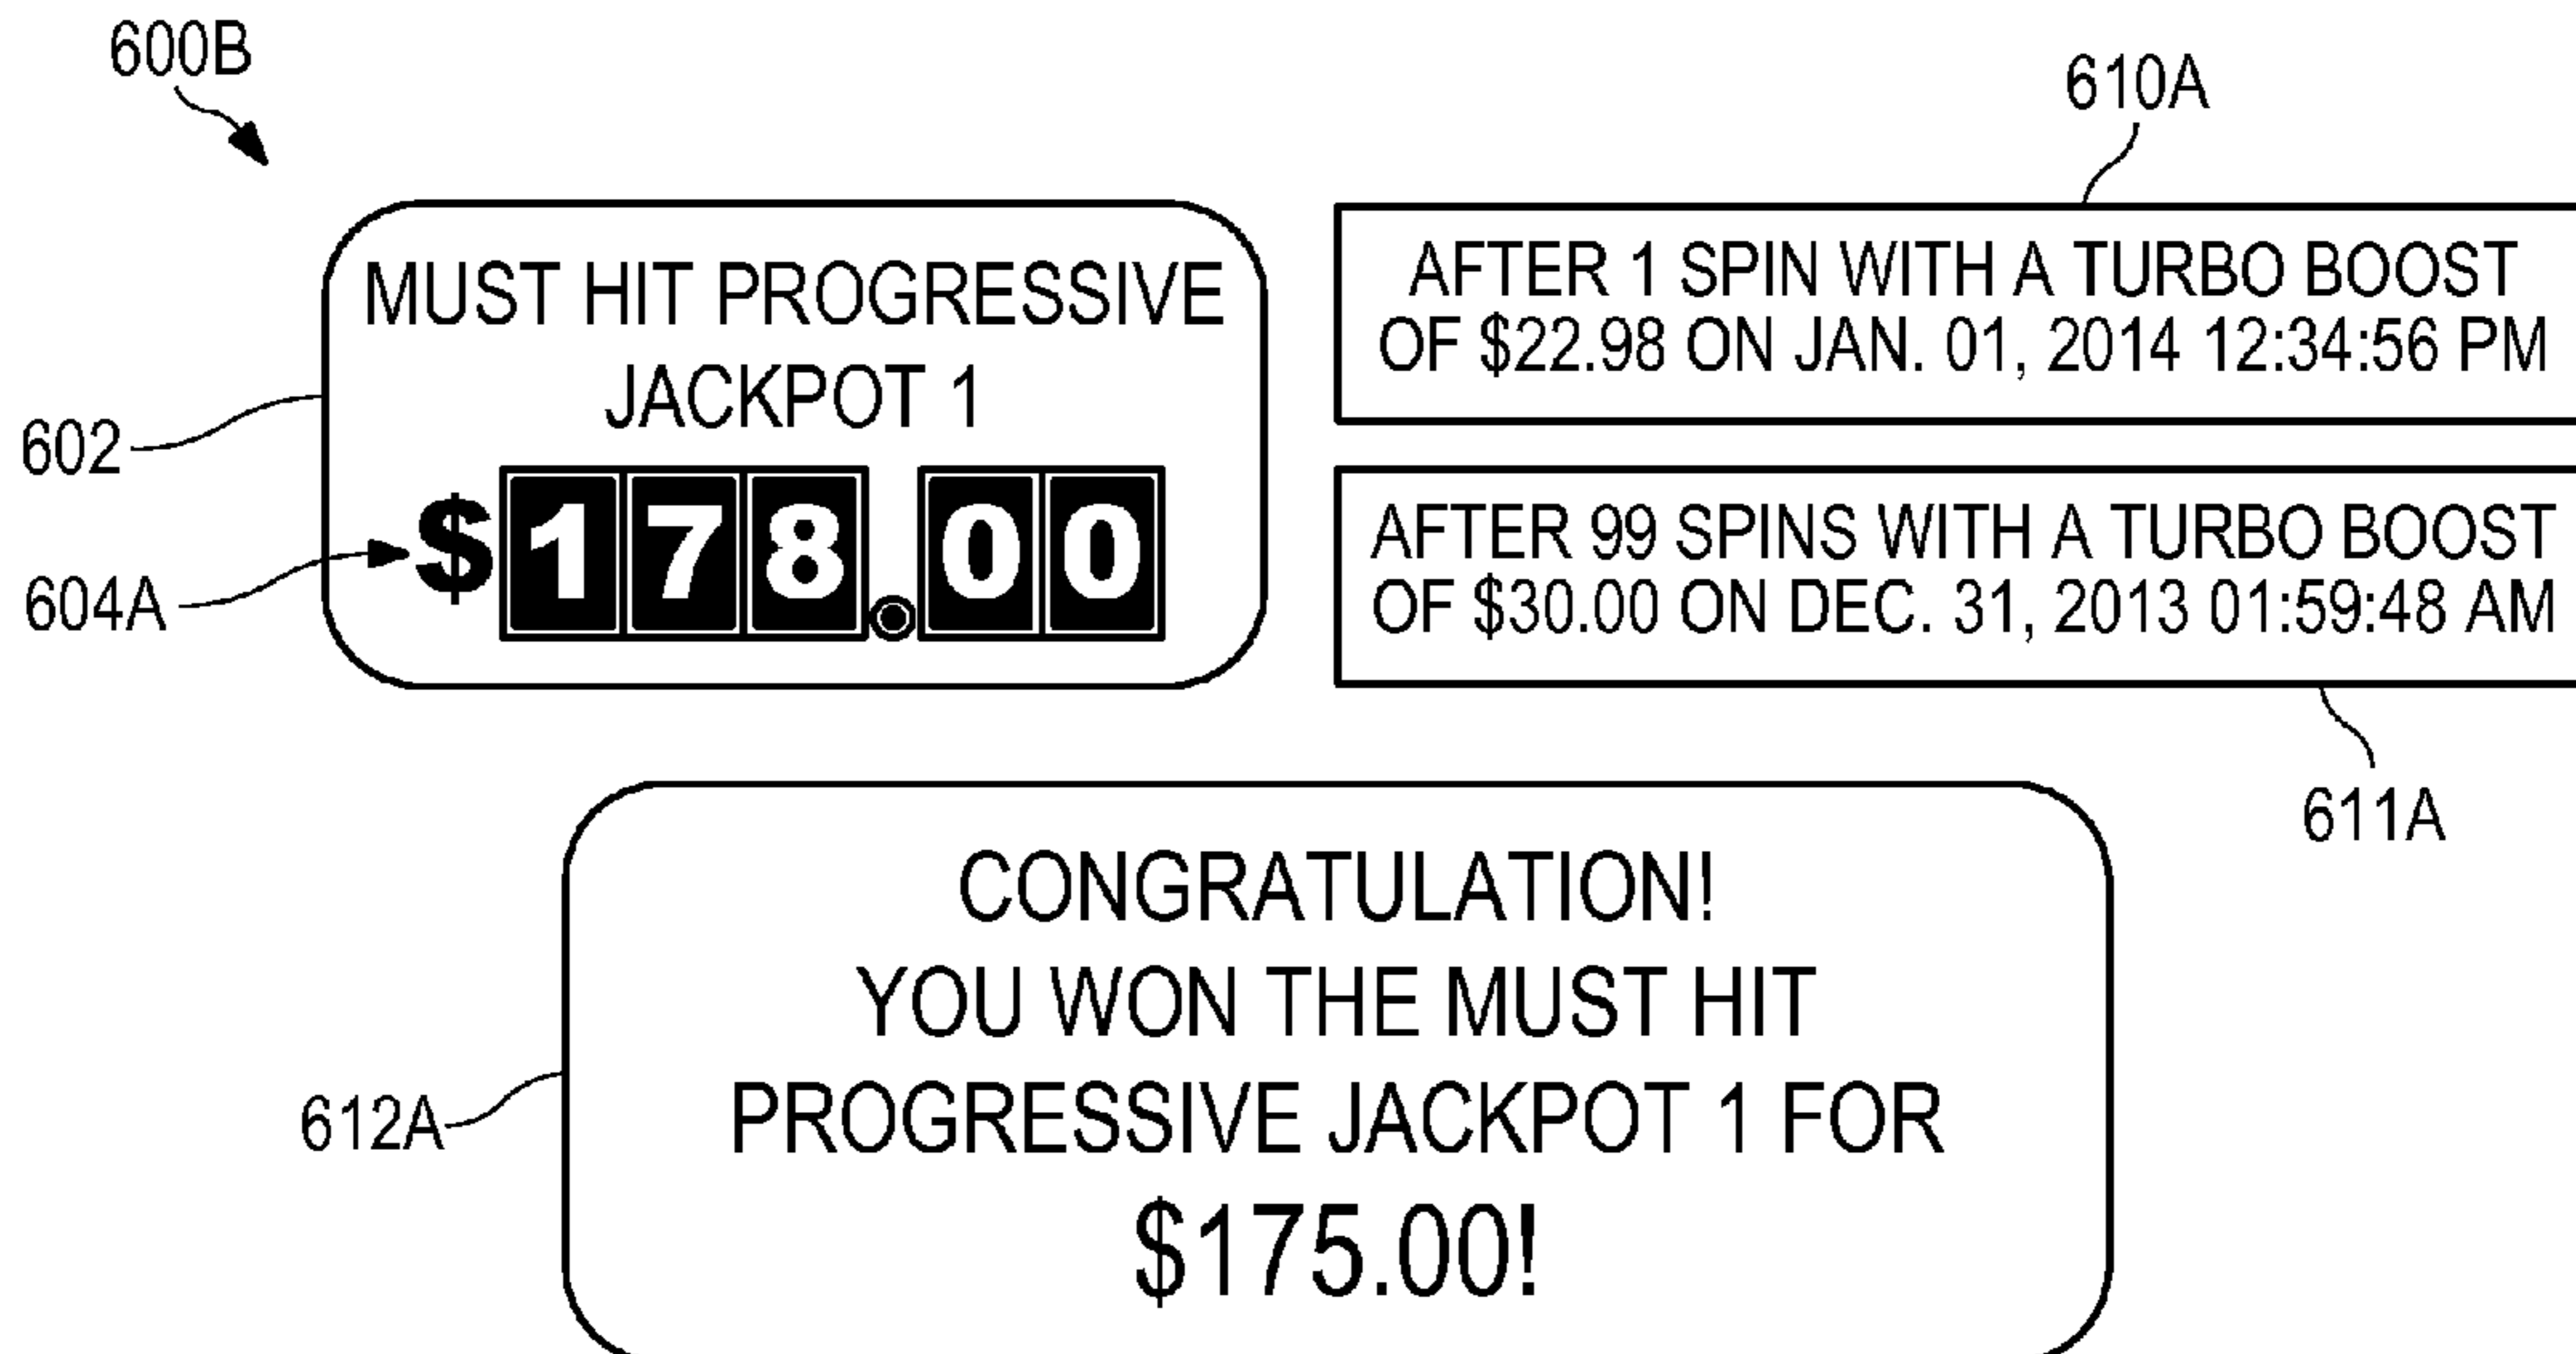 600B
610A
MUST HIT PROGRESSIVE
JACKPOT 1
$178.00
602
604A
AFTER 1 SPIN WITH A TURBO BOOST
OF $22.98 ON JAN. 01, 2014 12:34:56 PM
AFTER 99 SPINS WITH A TURBO BOOST
OF $30.00 ON DEC. 31, 2013 01:59:48 AM
611A
CONGRATULATION!
YOU WON THE MUST HIT
PROGRESSIVE JACKPOT 1 FOR
$175.00!
612A